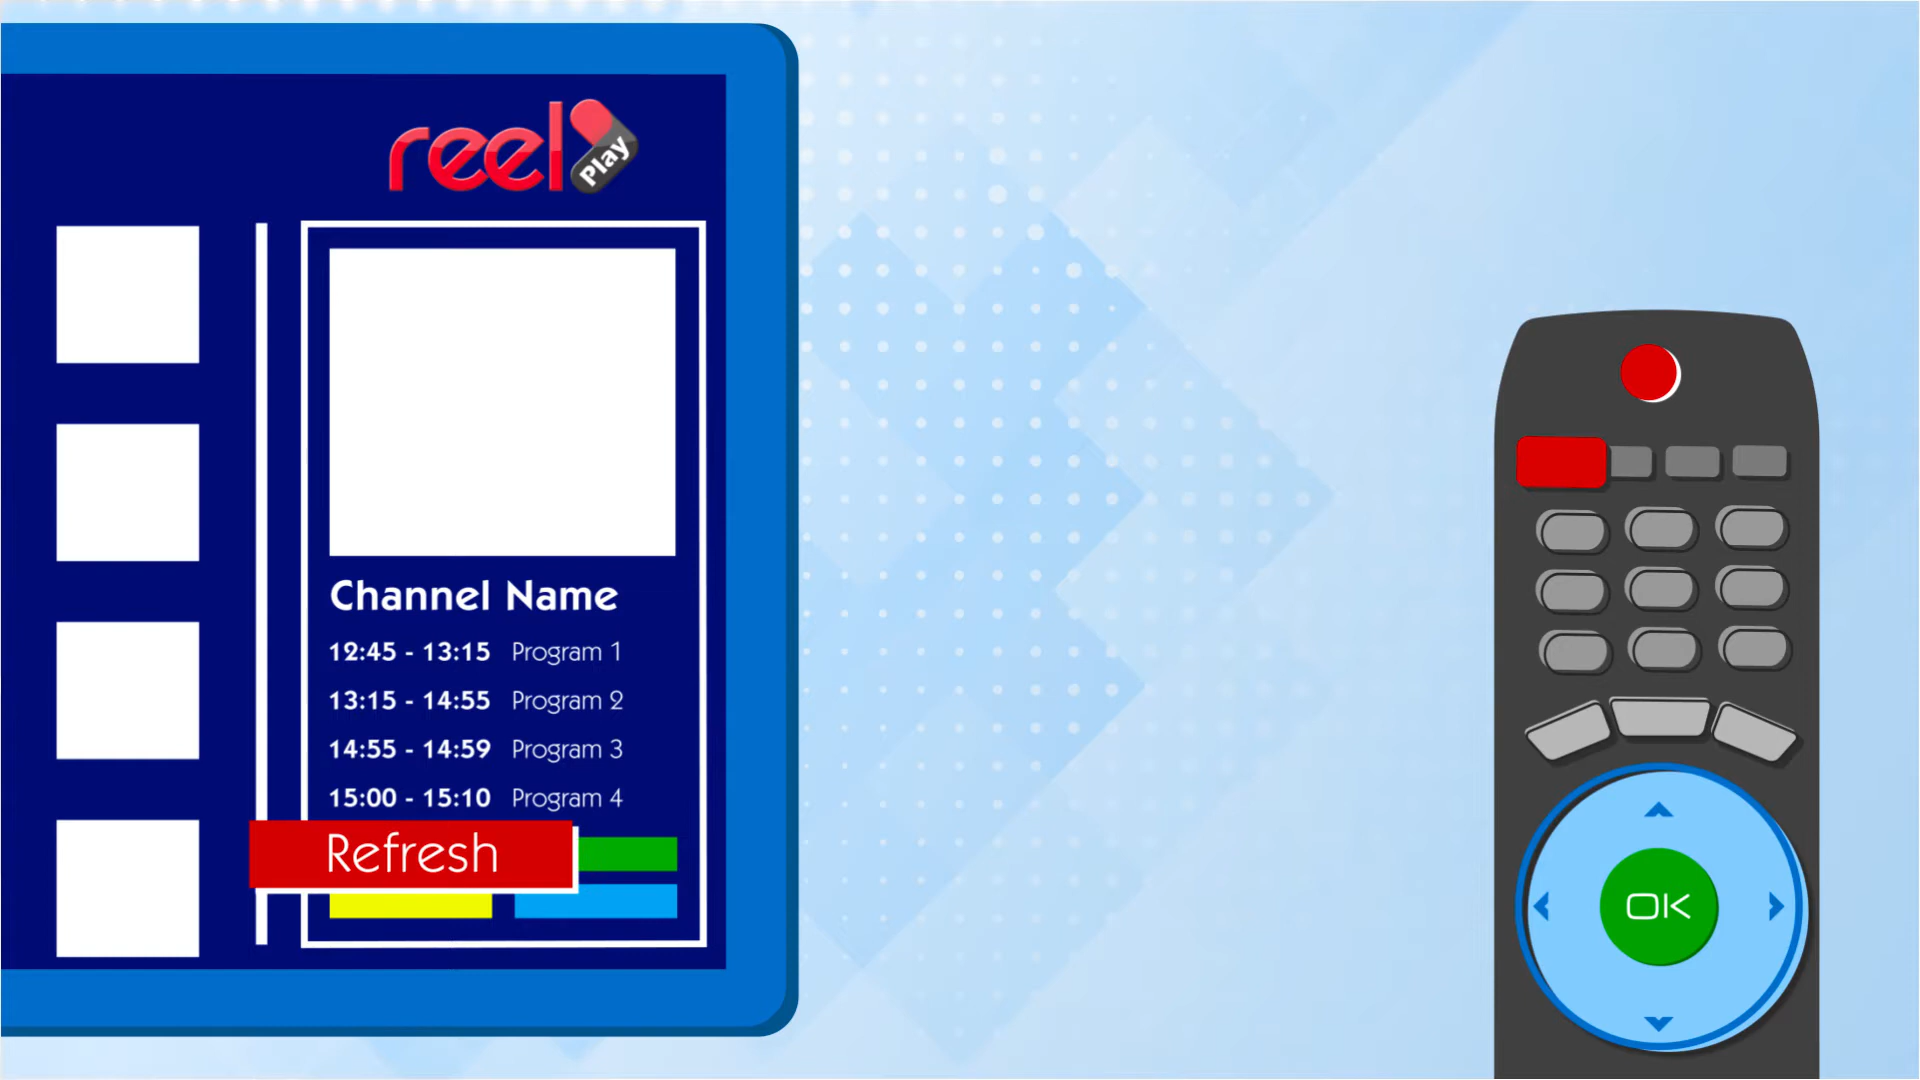 reel Play
Channel Name
12:45 - 13:15 Program 1
13:15 - 14:55 Program 2
14:55 - 14:59 Program 3
15:00 - 15:10 Program 4
Refresh
OK